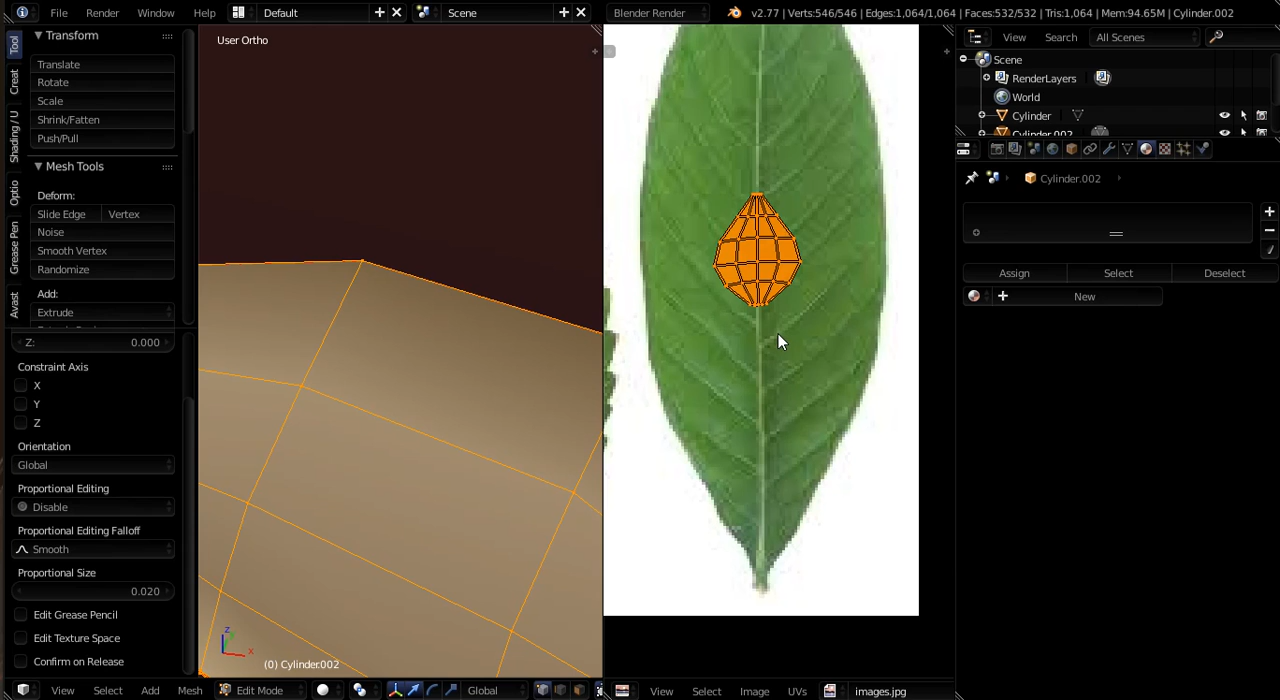 File Render Window Help Default Scene Blender Render v2.77 | Verts:546/546 | Edges:1,064/1,064 | Faces:532/532 | Tris:1,064 | Mem:94.65M | Cylinder.002
Transform
Translate
Rotate
Scale
Shrink/Fatten
Push/Pull
Mesh Tools
Deform:
Slide Edge Vertex
Noise
Smooth Vertex
Randomize
Add:
Extrude
Tool
Creat
Shading / U
Optio
Grease Pen
Avast
Z: 0.000
Constraint Axis
X
Y
Z
Orientation
Global
Proportional Editing
Disable
Proportional Editing Falloff
Smooth
Proportional Size
0.020
Edit Grease Pencil
Edit Texture Space
Confirm on Release
User Ortho
z
x
(0) Cylinder.002
View Select Add Mesh Edit Mode Global
View Select Image UVs images.jpg
View Search All Scenes
Scene
RenderLayers
World
Cylinder
Cylinder.002
Cylinder.002
Assign Select Deselect
New